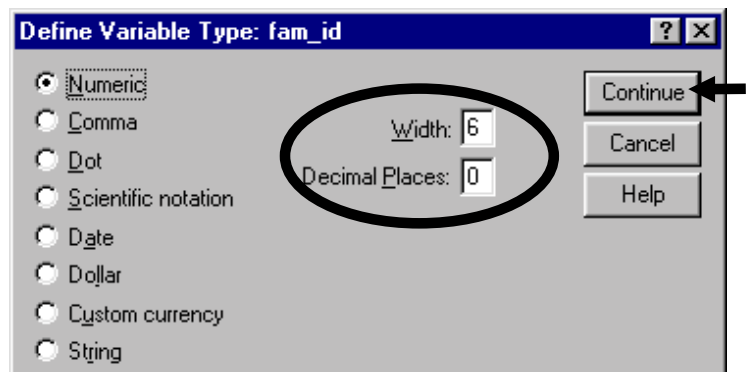 Define Variable Type: fam_id
Numeric
Comma
Dot
Scientific notation
Date
Dollar
Custom currency
String
Width: 6
Decimal Places: 0
Continue
Cancel
Help